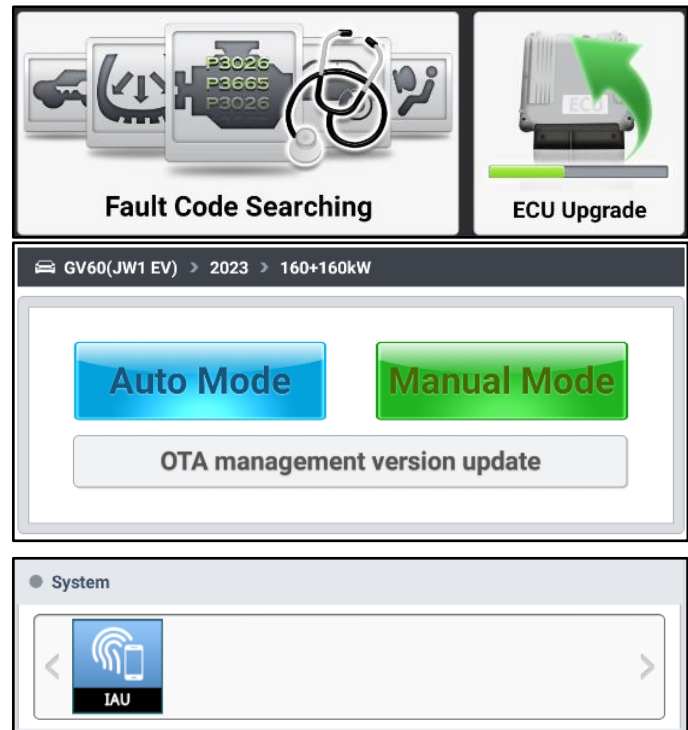 P3026
P3665
P3026
ECU
Fault Code Searching
ECU Upgrade
GV60(JW1 EV) > 2023 > 160+160kW
Auto Mode
Manual Mode
OTA management version update
System
IAU